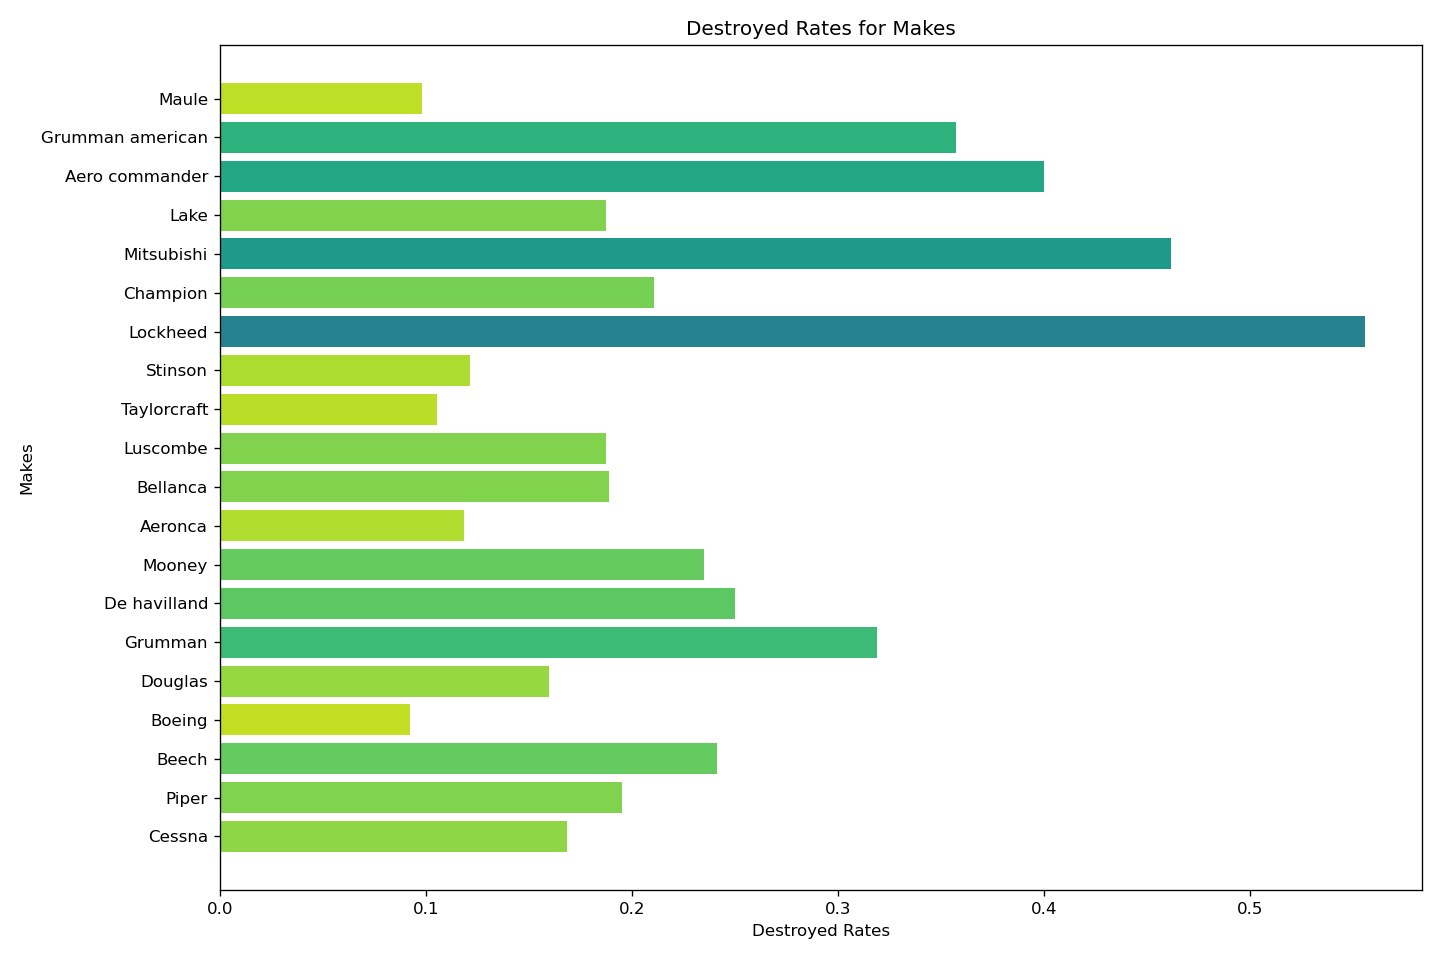 Destroyed Rates for Makes
Makes
Maule
Grumman american
Aero commander
Lake
Mitsubishi
Champion
Lockheed
Stinson
Taylorcraft
Luscombe
Bellanca
Aeronca
Mooney
De havilland
Grumman
Douglas
Boeing
Beech
Piper
Cessna
0.0 0.1 0.2 0.3 0.4 0.5
Destroyed Rates